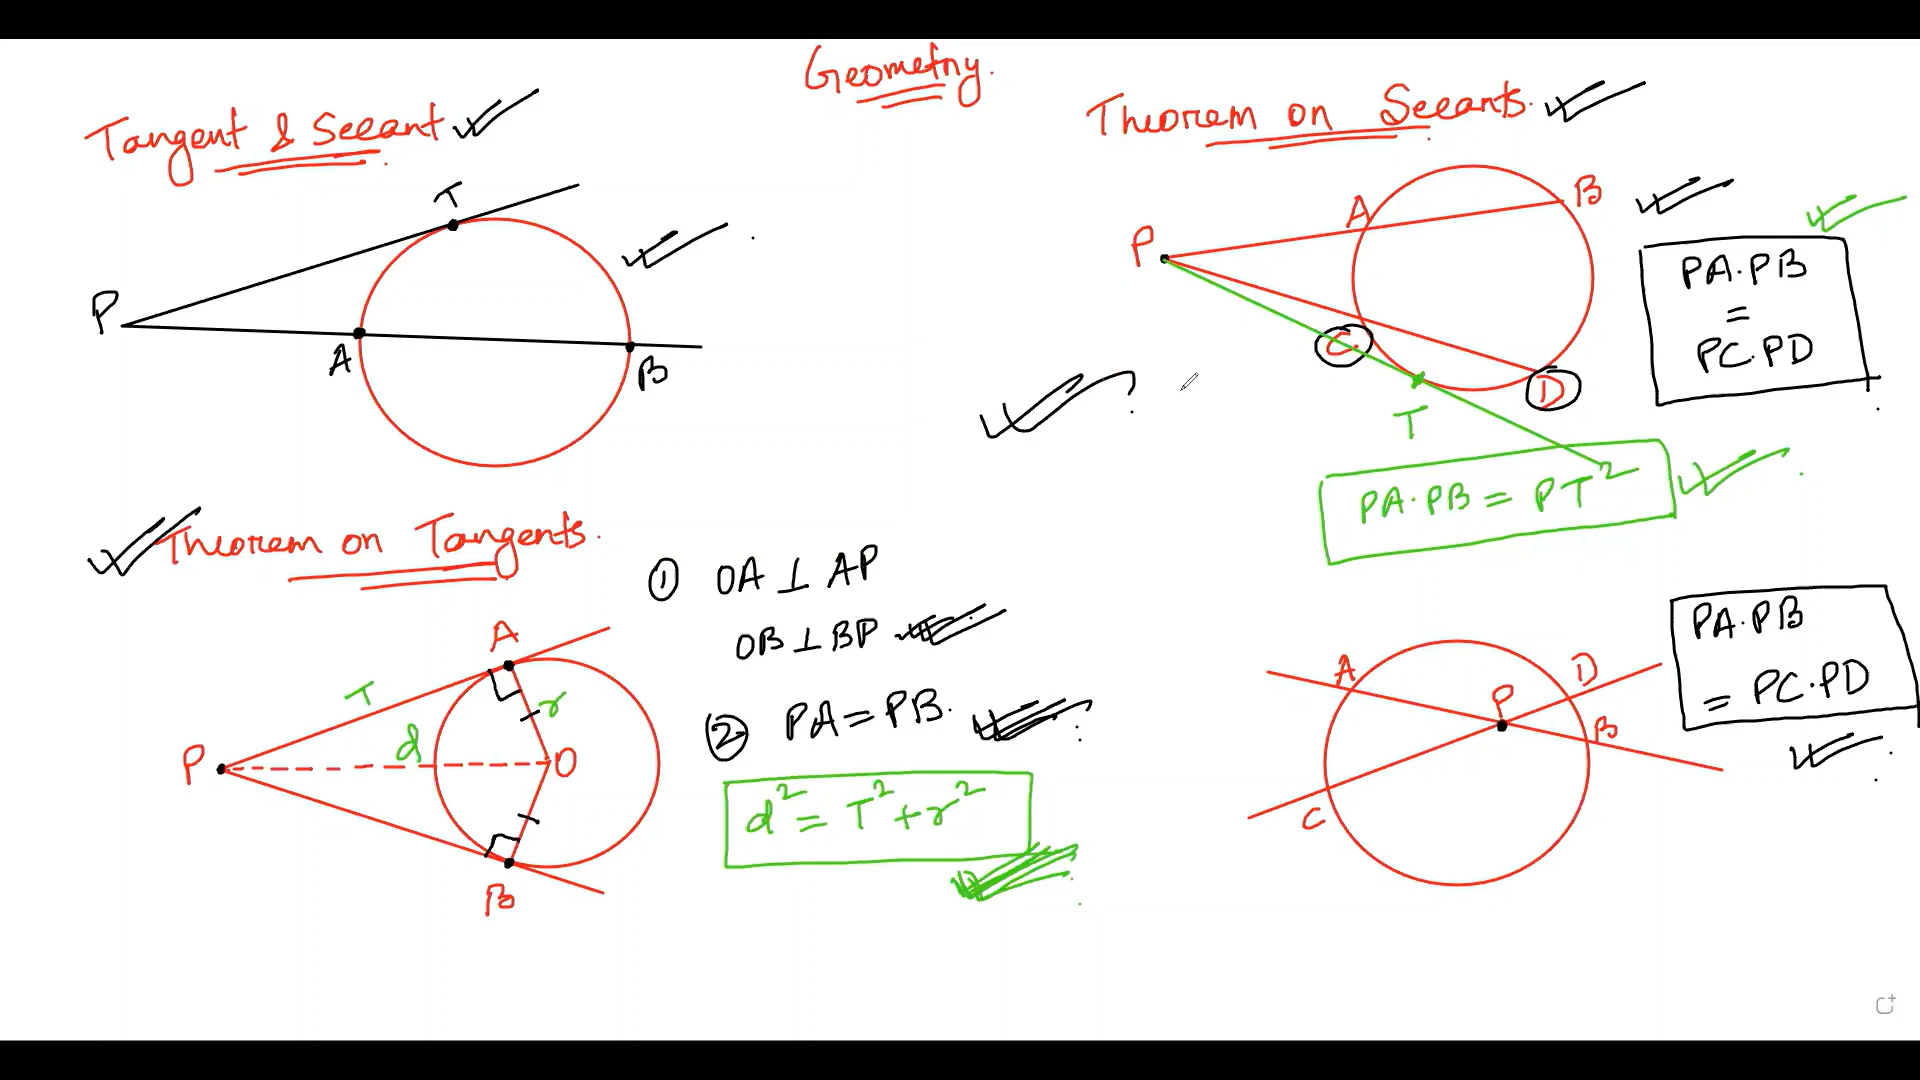 Geometry.
Tangent & Secant
T
P
A
B
Theorem on Tangents.
A
T
r
d
P
O
B
① OA ⊥ AP
OB ⊥ BP
② PA = PB.
d² = T² + r²
Theorem on Secants.
A
B
P
C
D
T
PA·PB
=
PC·PD
PA·PB = PT²
A
D
P
B
C
PA·PB
= PC·PD